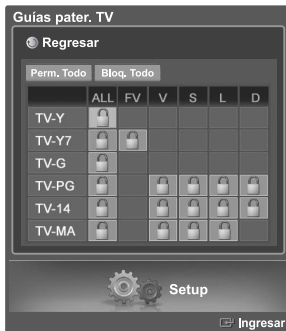 Guías pater. TV
Regresar
Perm. Todo Bloq. Todo
ALL FV V S L D
TV-Y
TV-Y7
TV-G
TV-PG
TV-14
TV-MA
Setup
Ingresar